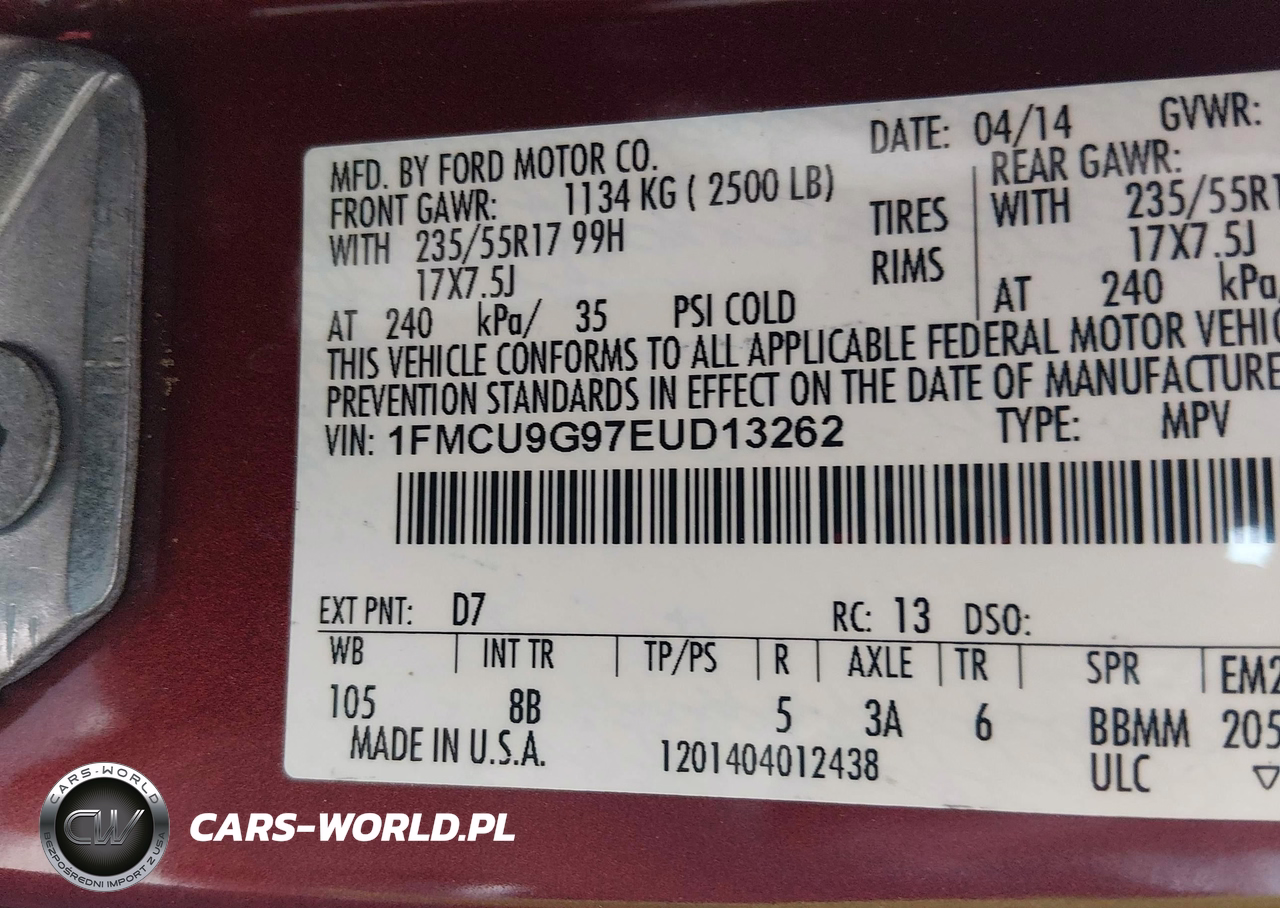 MFD. BY FORD MOTOR CO. DATE: 04/14 GVWR:
FRONT GAWR: 1134 KG ( 2500 LB) REAR GAWR:
WITH 235/55R17 99H TIRES WITH 235/55R1
17X7.5J RIMS 17X7.5J
AT 240 kPa/ 35 PSI COLD AT 240 kPa
THIS VEHICLE CONFORMS TO ALL APPLICABLE FEDERAL MOTOR VEHIC
PREVENTION STANDARDS IN EFFECT ON THE DATE OF MANUFACTURE
VIN: 1FMCU9G97EUD13262 TYPE: MPV
EXT PNT: D7 RC: 13 DSO:
WB INT TR TP/PS R AXLE TR SPR EM2
105 8B 5 3A 6 BBMM 205
MADE IN U.S.A. 1201404012438 ULC
CARS-WORLD
CW
BEZPOŚREDNI IMPORT Z USA
CARS-WORLD.PL